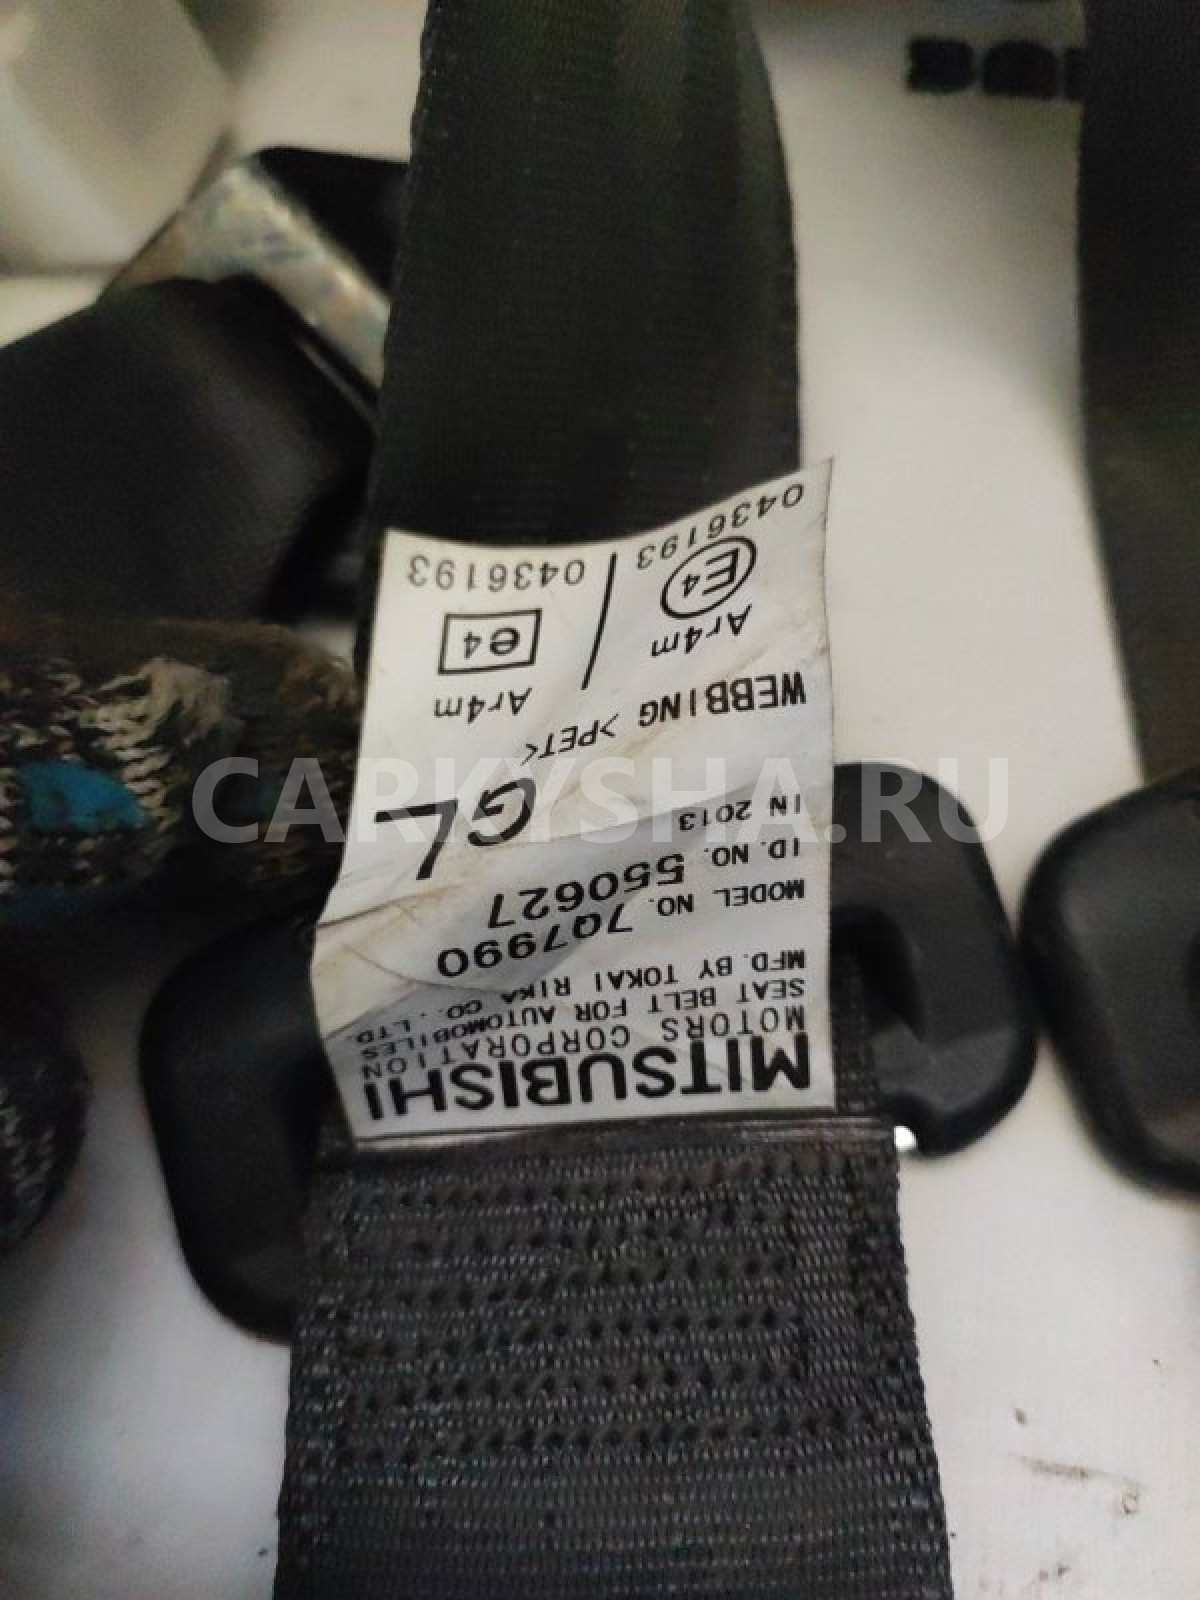 MITSUBISHI
MOTORS CORPORATION
SEAT BELT FOR AUTOMOBILES
MFD. BY TOKAI RIKA CO., LTD.
MODEL NO. 7Q7990
ID. NO. 550627
IN 2013
GL
WEBBING >PET<
Ar4m
E4
0436193
Ar4m
e4
0436193
CARKYSHA.RU